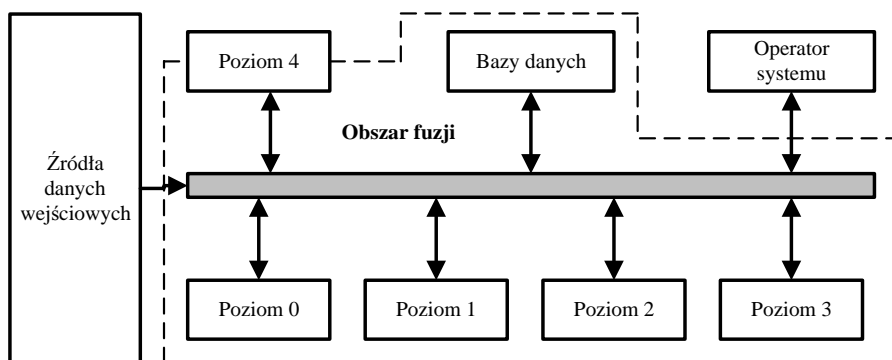 Poziom 4
Bazy danych
Operator
systemu
Obszar fuzji
Źródła
danych
wejściowych
Poziom 0
Poziom 1
Poziom 2
Poziom 3